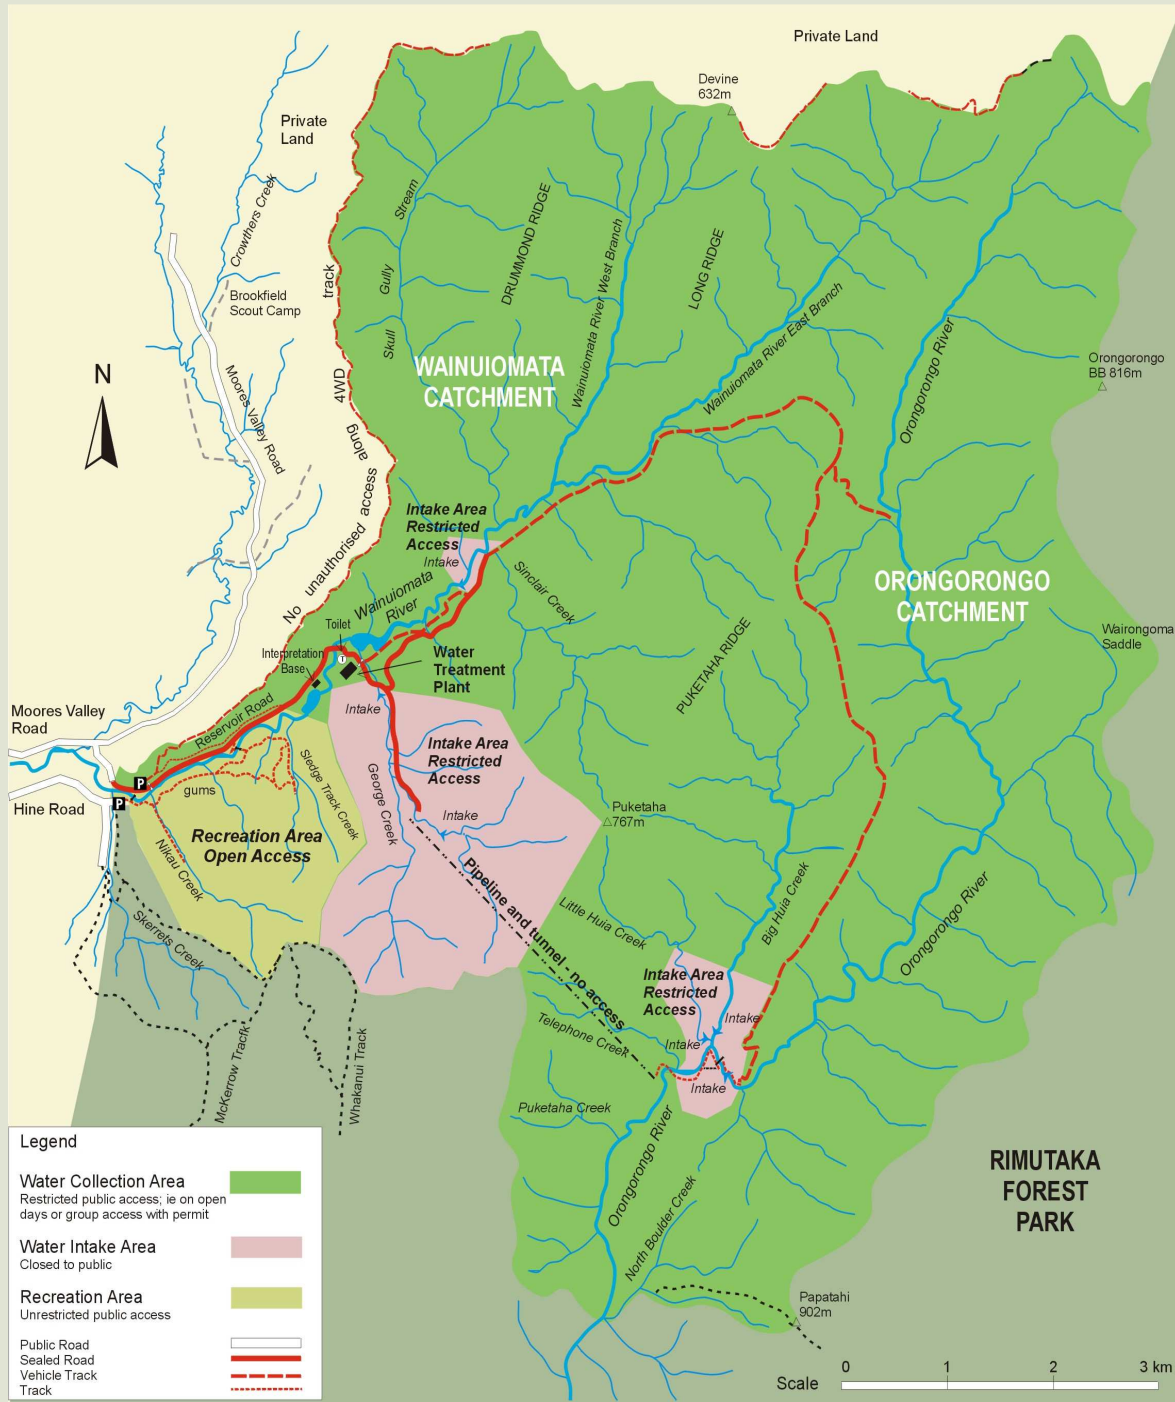 Private Land
Devine
632m
Private
Land
Crowthers Creek
Brookfield
Scout Camp
Moores Valley Road
N
No unauthorised access along 4WD track
Skull Gully Stream
DRUMMOND RIDGE
Wainuiomata River West Branch
LONG RIDGE
Wainuiomata River East Branch
Orongorongo River
Orongorongo
BB 816m
WAINUIOMATA
CATCHMENT
Intake Area
Restricted
Access
Intake
Wainuiomata
River
Sinclair Creek
ORONGORONGO
CATCHMENT
Wairongomai
Saddle
Toilet
T
Interpretation
Base
Water
Treatment
Plant
PUKETAHA RIDGE
Moores Valley
Road
Reservoir Road
Intake
Intake Area
Restricted
Access
P
P
gums
Hine Road
Sledge Track Creek
George Creek
Intake
Puketaha
767m
Recreation Area
Open Access
Nikau Creek
Skerrets Creek
Pipeline and tunnel - no access
Little Huia Creek
Big Huia Creek
Orongorongo River
Intake Area
Restricted
Access
Intake
Intake
Intake
Telephone Creek
McKerrow Tracfk
Whakanui Track
Puketaha Creek
Orongorongo River
North Boulder Creek
RIMUTAKA
FOREST
PARK
Papatahi
902m
Legend
Water Collection Area
Restricted public access; ie on open
days or group access with permit
Water Intake Area
Closed to public
Recreation Area
Unrestricted public access
Public Road
Sealed Road
Vehicle Track
Track
Scale
0 1 2 3 km